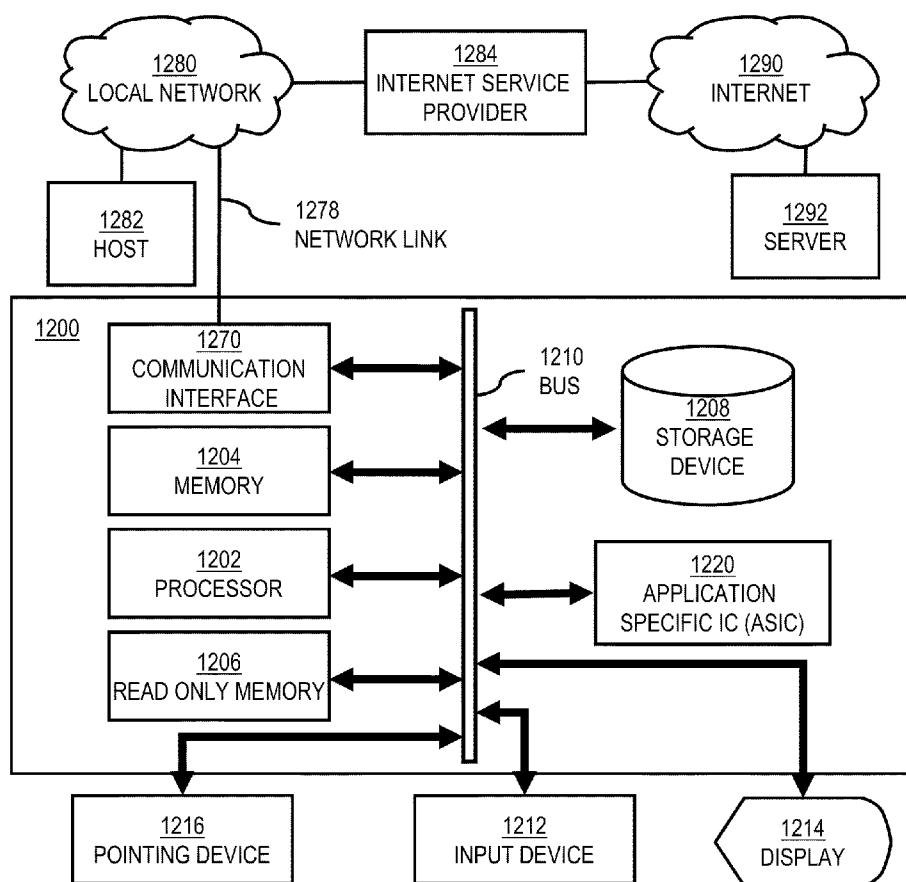 1280
LOCAL NETWORK
1284
INTERNET SERVICE
PROVIDER
1290
INTERNET
1282
HOST
1278
NETWORK LINK
1292
SERVER
1200
1270
COMMUNICATION
INTERFACE
1210
BUS
1208
STORAGE
DEVICE
1204
MEMORY
1202
PROCESSOR
1220
APPLICATION
SPECIFIC IC (ASIC)
1206
READ ONLY MEMORY
1216
POINTING DEVICE
1212
INPUT DEVICE
1214
DISPLAY